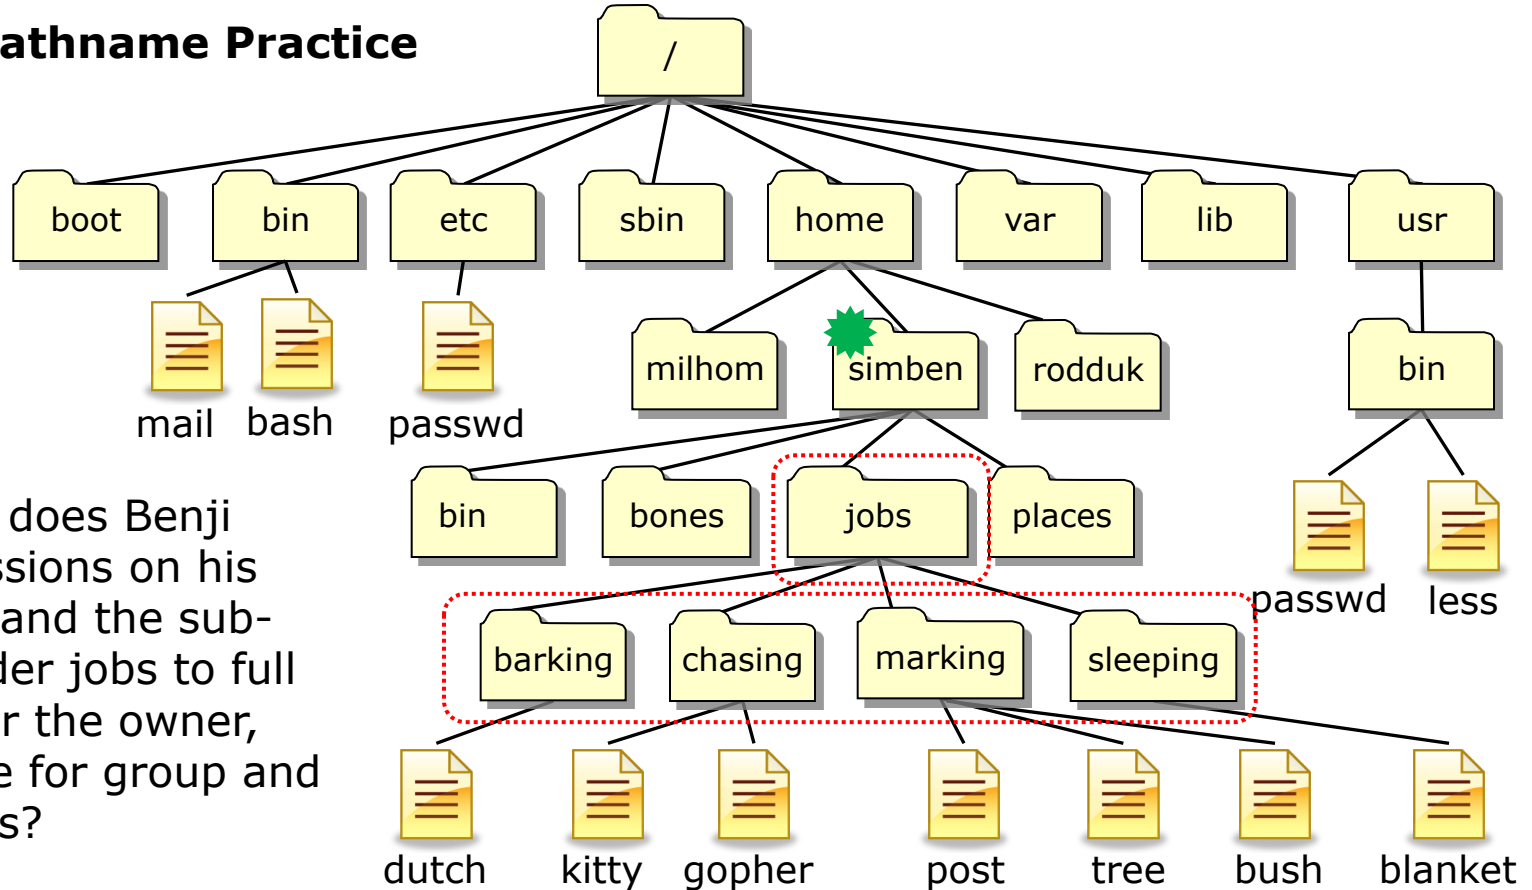 athname Practice
/
boot bin etc sbin home var lib usr
mail bash passwd
milhom simben rodduk bin
bin bones jobs places
passwd less
does Benji
ssions on his
and the sub-
der jobs to full
r the owner,
e for group and
s?
barking chasing marking sleeping
dutch kitty gopher post tree bush blanket